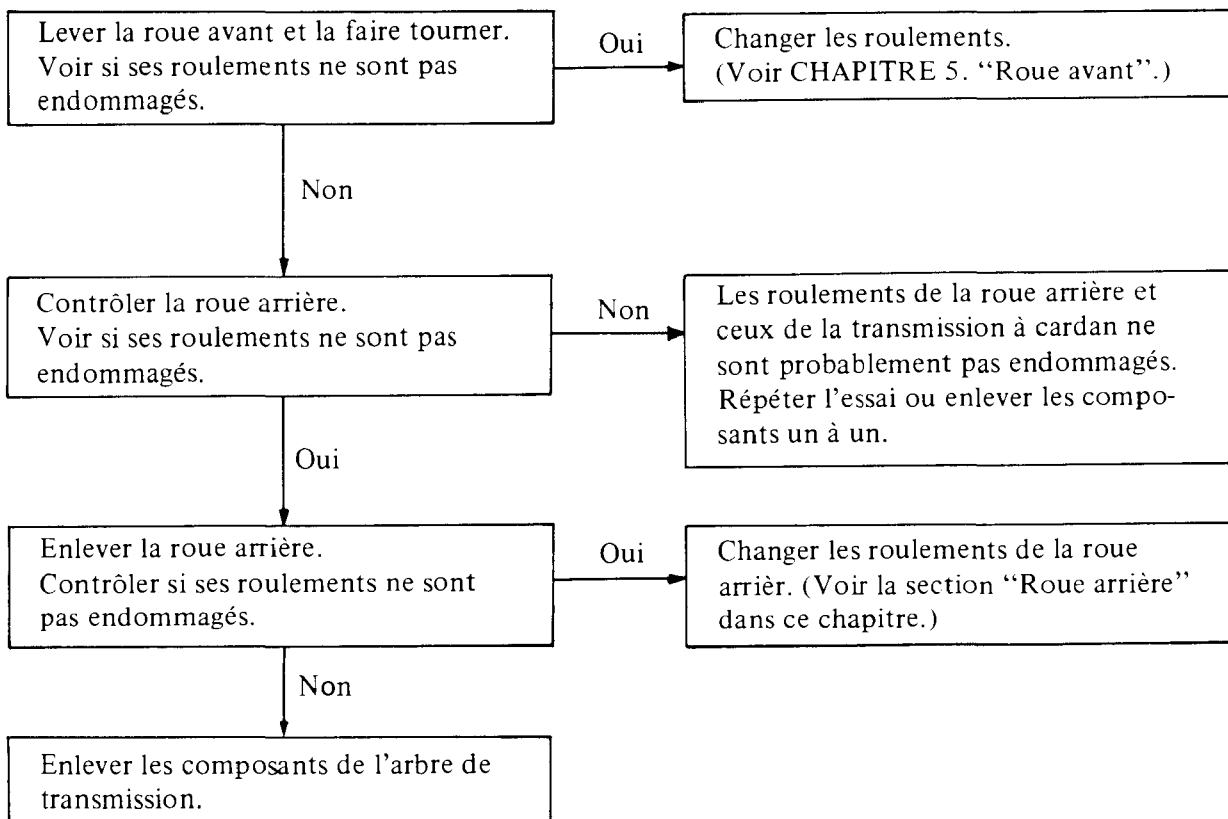 Lever la roue avant et la faire tourner.
Voir si ses roulements ne sont pas
endommagés.
Oui
Changer les roulements.
(Voir CHAPITRE 5. “Roue avant”.)
Non
Contrôler la roue arrière.
Voir si ses roulements ne sont pas
endommagés.
Non
Les roulements de la roue arrière et
ceux de la transmission à cardan ne
sont probablement pas endommagés.
Répéter l’essai ou enlever les compo-
sants un à un.
Oui
Enlever la roue arrière.
Contrôler si ses roulements ne sont
pas endommagés.
Oui
Changer les roulements de la roue
arrièr. (Voir la section “Roue arrière”
dans ce chapitre.)
Non
Enlever les composants de l’arbre de
transmission.